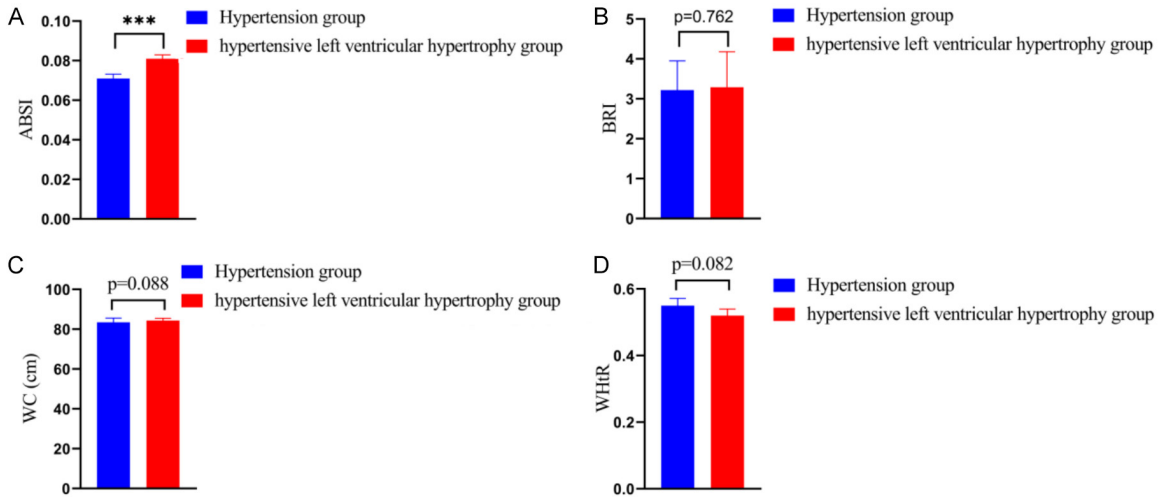 A
0.10
0.08
0.06
0.04
0.02
0.00
ABSI
***
Hypertension group
hypertensive left ventricular hypertrophy group
B
5
4
3
2
1
0
BRI
p=0.762
Hypertension group
hypertensive left ventricular hypertrophy group
C
100
80
60
40
20
0
WC (cm)
p=0.088
Hypertension group
hypertensive left ventricular hypertrophy group
D
0.6
0.4
0.2
0.0
WHtR
p=0.082
Hypertension group
hypertensive left ventricular hypertrophy group